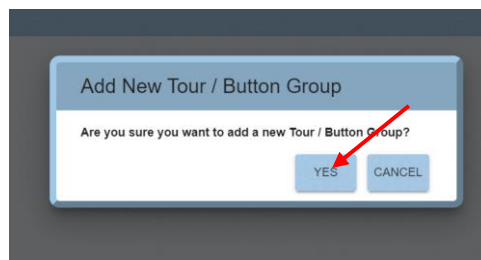 Add New Tour / Button Group
Are you sure you want to add a new Tour / Button Group?
YES CANCEL